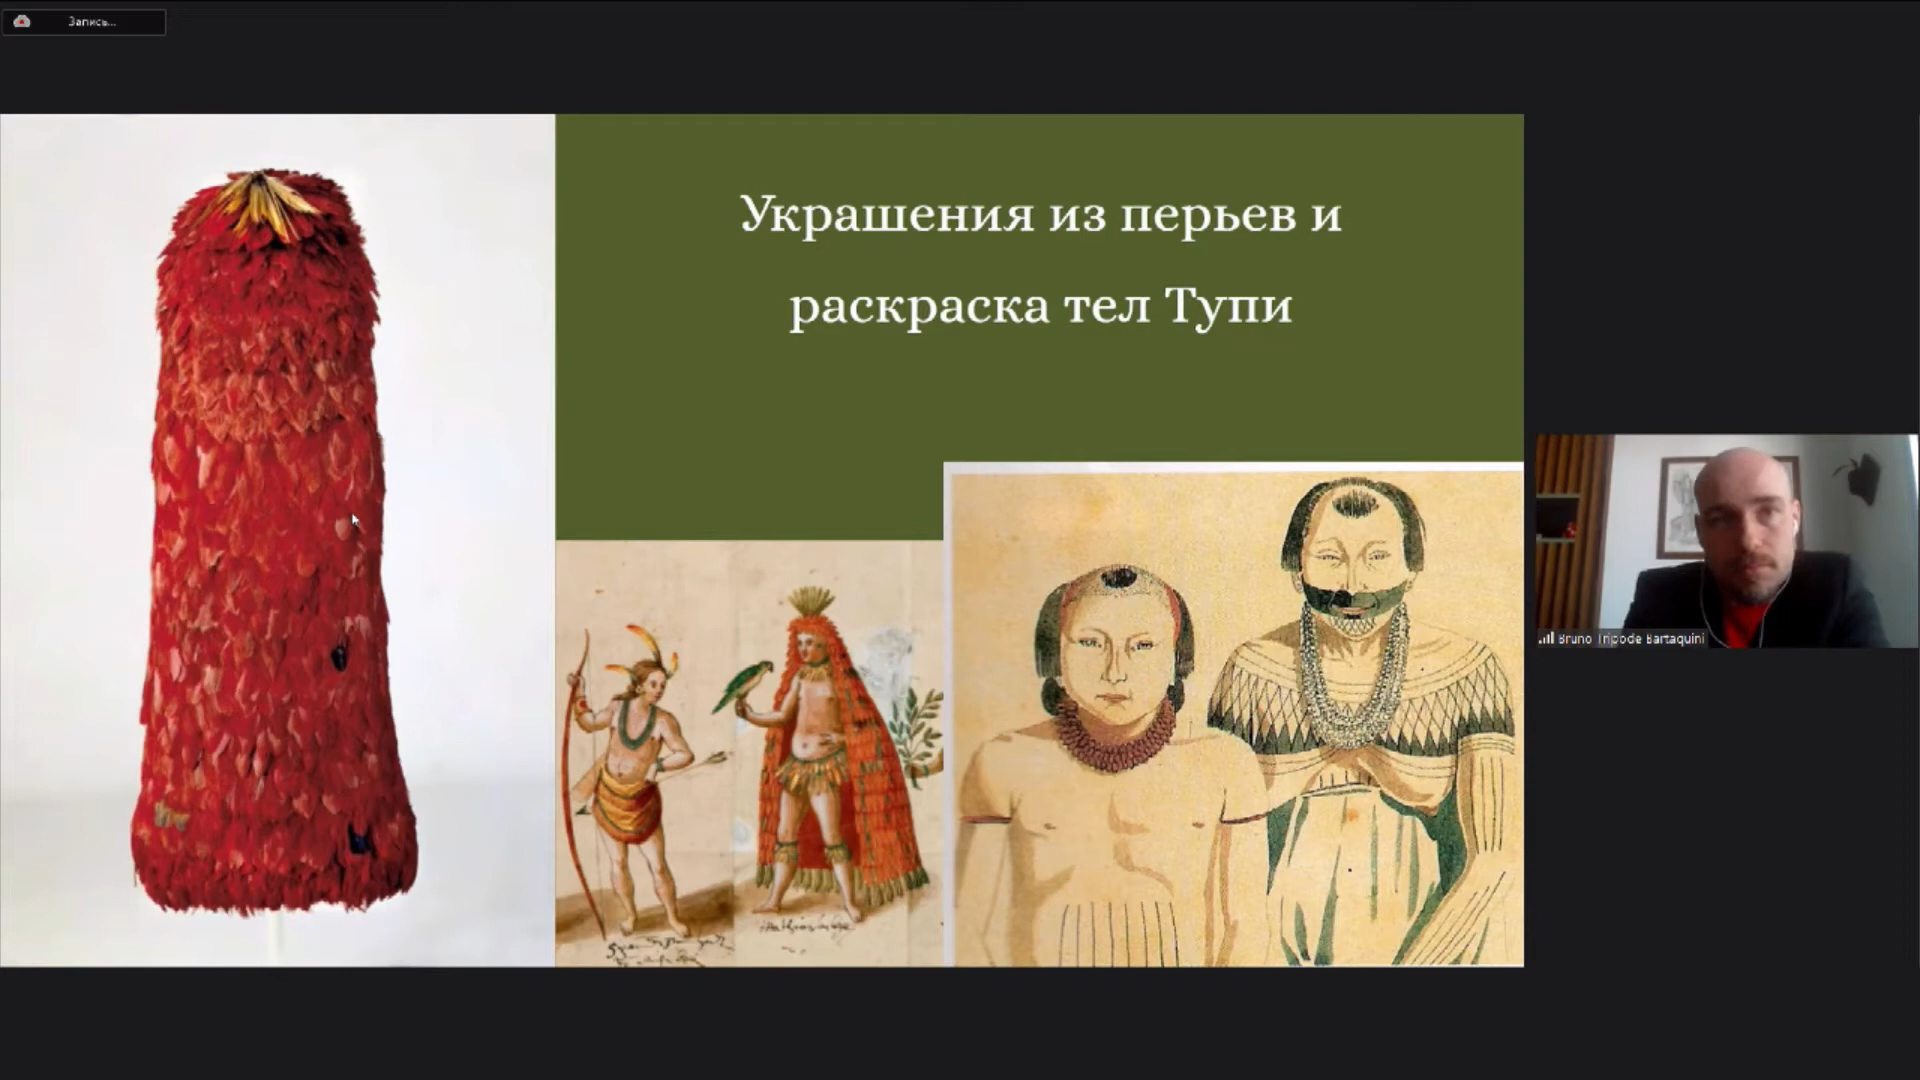 Запись...
Украшения из перьев и
раскраска тел Тупи
Bruno Tripode Bartaquini